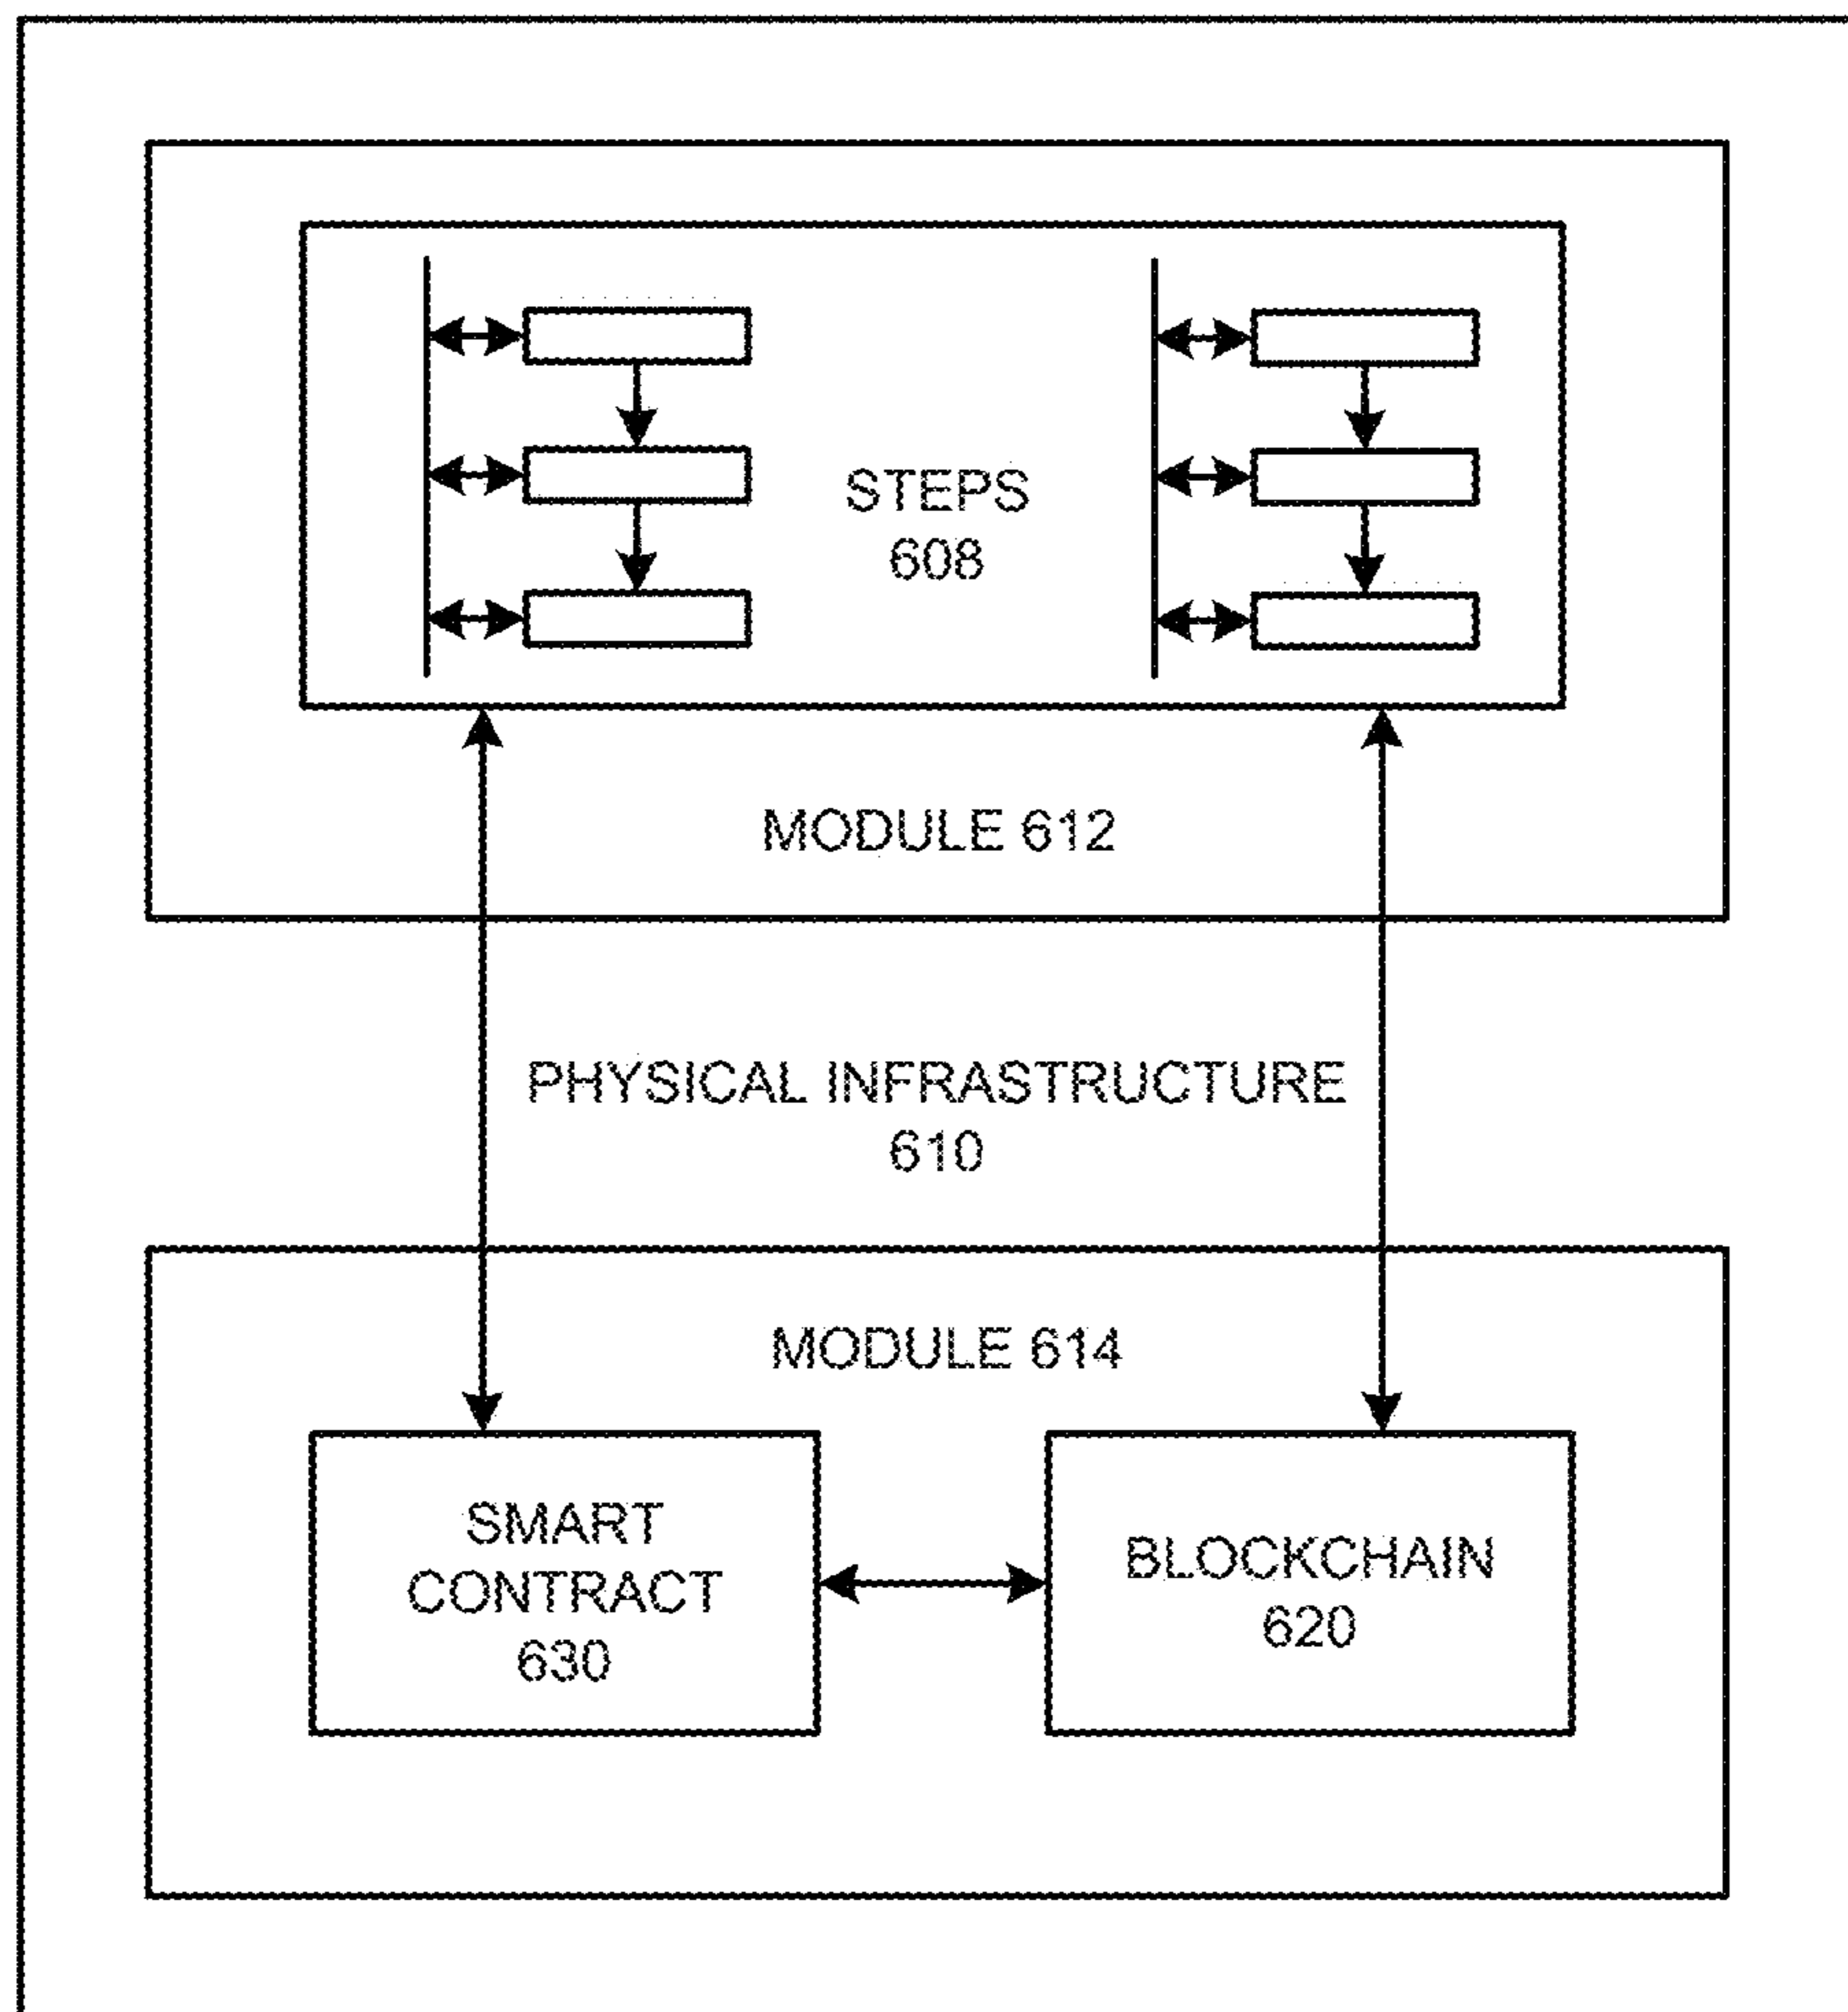 STEPS
608
MODULE 612
PHYSICAL INFRASTRUCTURE
610
MODULE 614
SMART
CONTRACT
630
BLOCKCHAIN
620